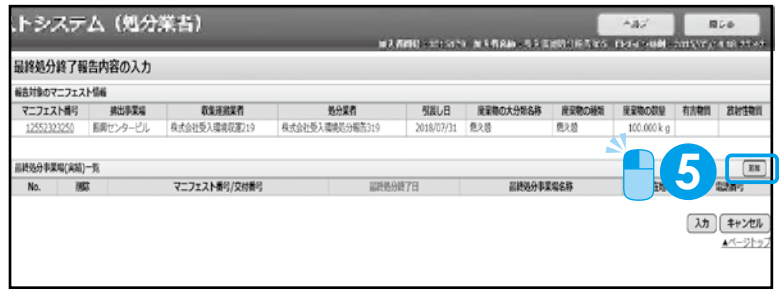 トシステム（処分業者）
ヘルプ 閉じる
最終処分終了報告内容の入力
報告対象のマニフェスト情報
マニフェスト番号 排出事業場 収集運搬業者 処分業者 引渡し日 廃棄物の大分類名称 廃棄物の種類 廃棄物の数量 有害物質 放射性物質
12552323250 センタービル 株式会社受入環境収運219 株式会社受入環境処分報告319 2018/07/31 燃え殻 燃え殻 100.000ｋｇ
最終処分事業場(実績)一覧 追加
No. 削除 マニフェスト番号/交付番号 最終処分終了日 最終処分事業場名称 在地 電話番号
5
入力 キャンセル
▲ページトップ